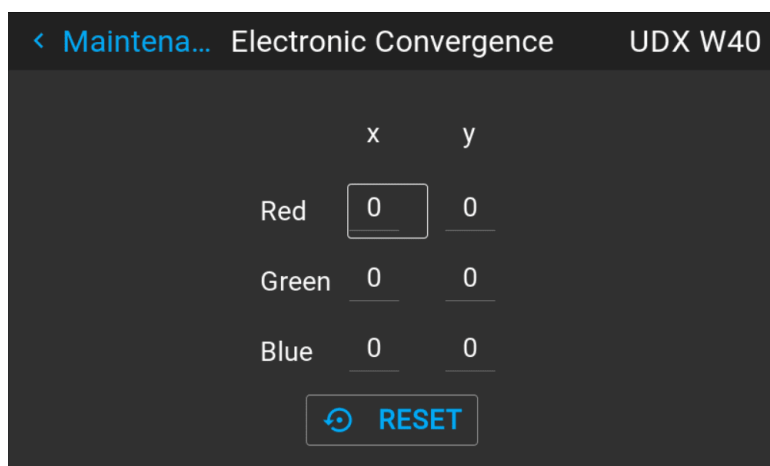 < Maintena... Electronic Convergence UDX W40
x y
Red 0 0
Green 0 0
Blue 0 0
RESET